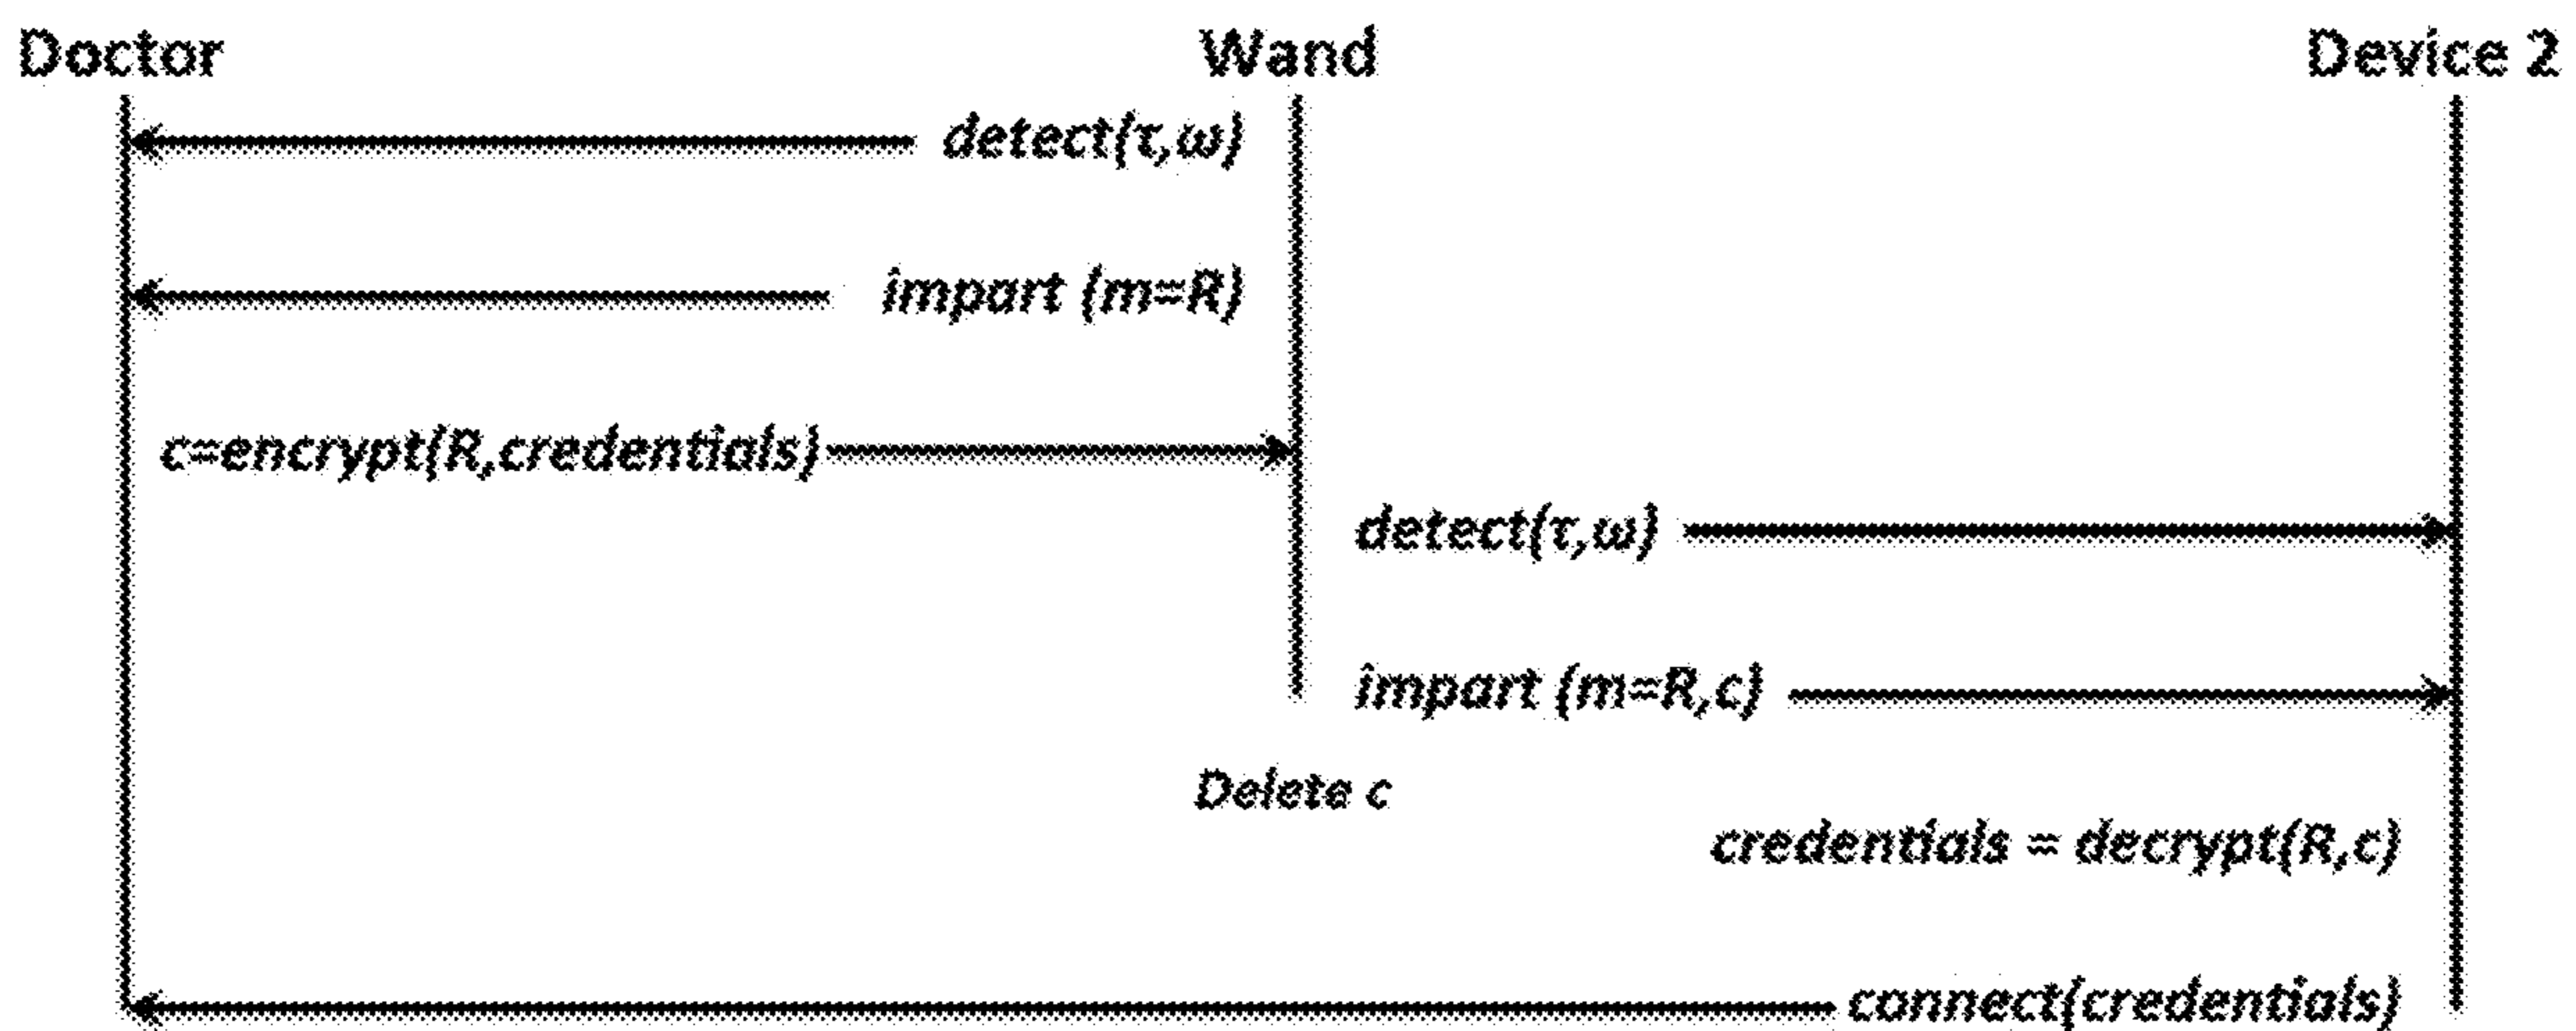 Doctor Wand Device 2
detect(τ,ω)
impart (m=R)
c=encrypt(R,credentials)
detect(τ,ω)
impart (m=R,c)
Delete c
credentials = decrypt(R,c)
connect(credentials)